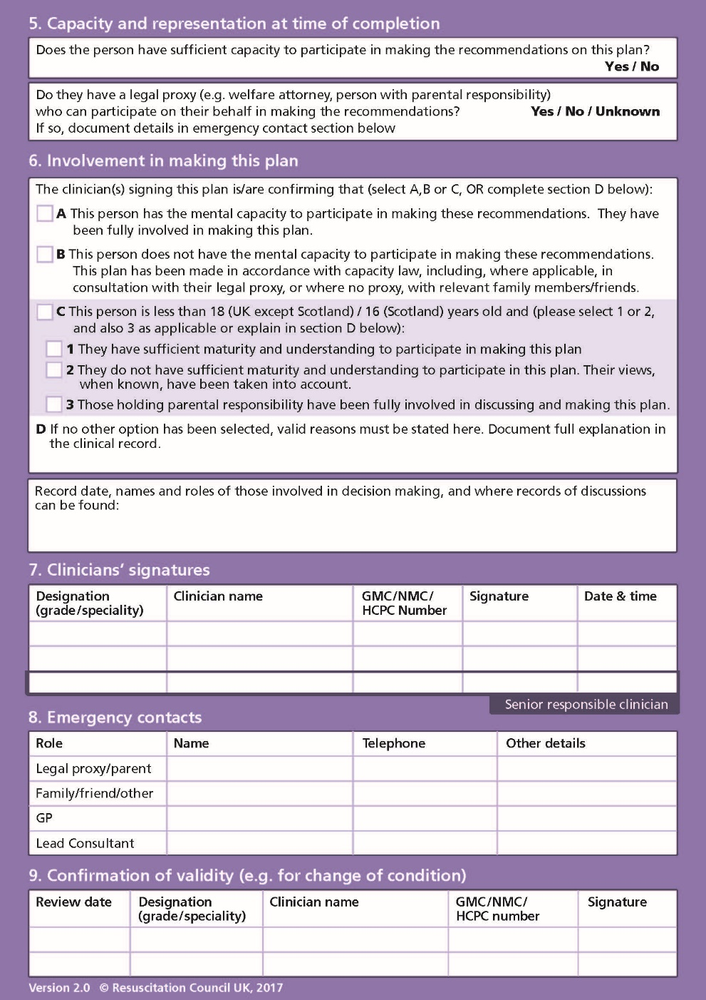 5. Capacity and representation at time of completion
Does the person have sufficient capacity to participate in making the recommendations on this plan?
Yes / No
Do they have a legal proxy (e.g. welfare attorney, person with parental responsibility)
who can participate on their behalf in making the recommendations? Yes / No / Unknown
If so, document details in emergency contact section below
6. Involvement in making this plan
The clinician(s) signing this plan is/are confirming that (select A,B or C, OR complete section D below):
A This person has the mental capacity to participate in making these recommendations. They have
been fully involved in making this plan.
B This person does not have the mental capacity to participate in making these recommendations.
This plan has been made in accordance with capacity law, including, where applicable, in
consultation with their legal proxy, or where no proxy, with relevant family members/friends.
C This person is less than 18 (UK except Scotland) / 16 (Scotland) years old and (please select 1 or 2,
and also 3 as applicable or explain in section D below):
1 They have sufficient maturity and understanding to participate in making this plan
2 They do not have sufficient maturity and understanding to participate in this plan. Their views,
when known, have been taken into account.
3 Those holding parental responsibility have been fully involved in discussing and making this plan.
D If no other option has been selected, valid reasons must be stated here. Document full explanation in
the clinical record.
Record date, names and roles of those involved in decision making, and where records of discussions
can be found:
7. Clinicians' signatures
Designation Clinician name GMC/NMC/ Signature Date & time
(grade/speciality) HCPC Number
Senior responsible clinician
8. Emergency contacts
Role Name Telephone Other details
Legal proxy/parent
Family/friend/other
GP
Lead Consultant
9. Confirmation of validity (e.g. for change of condition)
Review date Designation Clinician name GMC/NMC/ Signature
(grade/speciality) HCPC number
Version 2.0 © Resuscitation Council UK, 2017